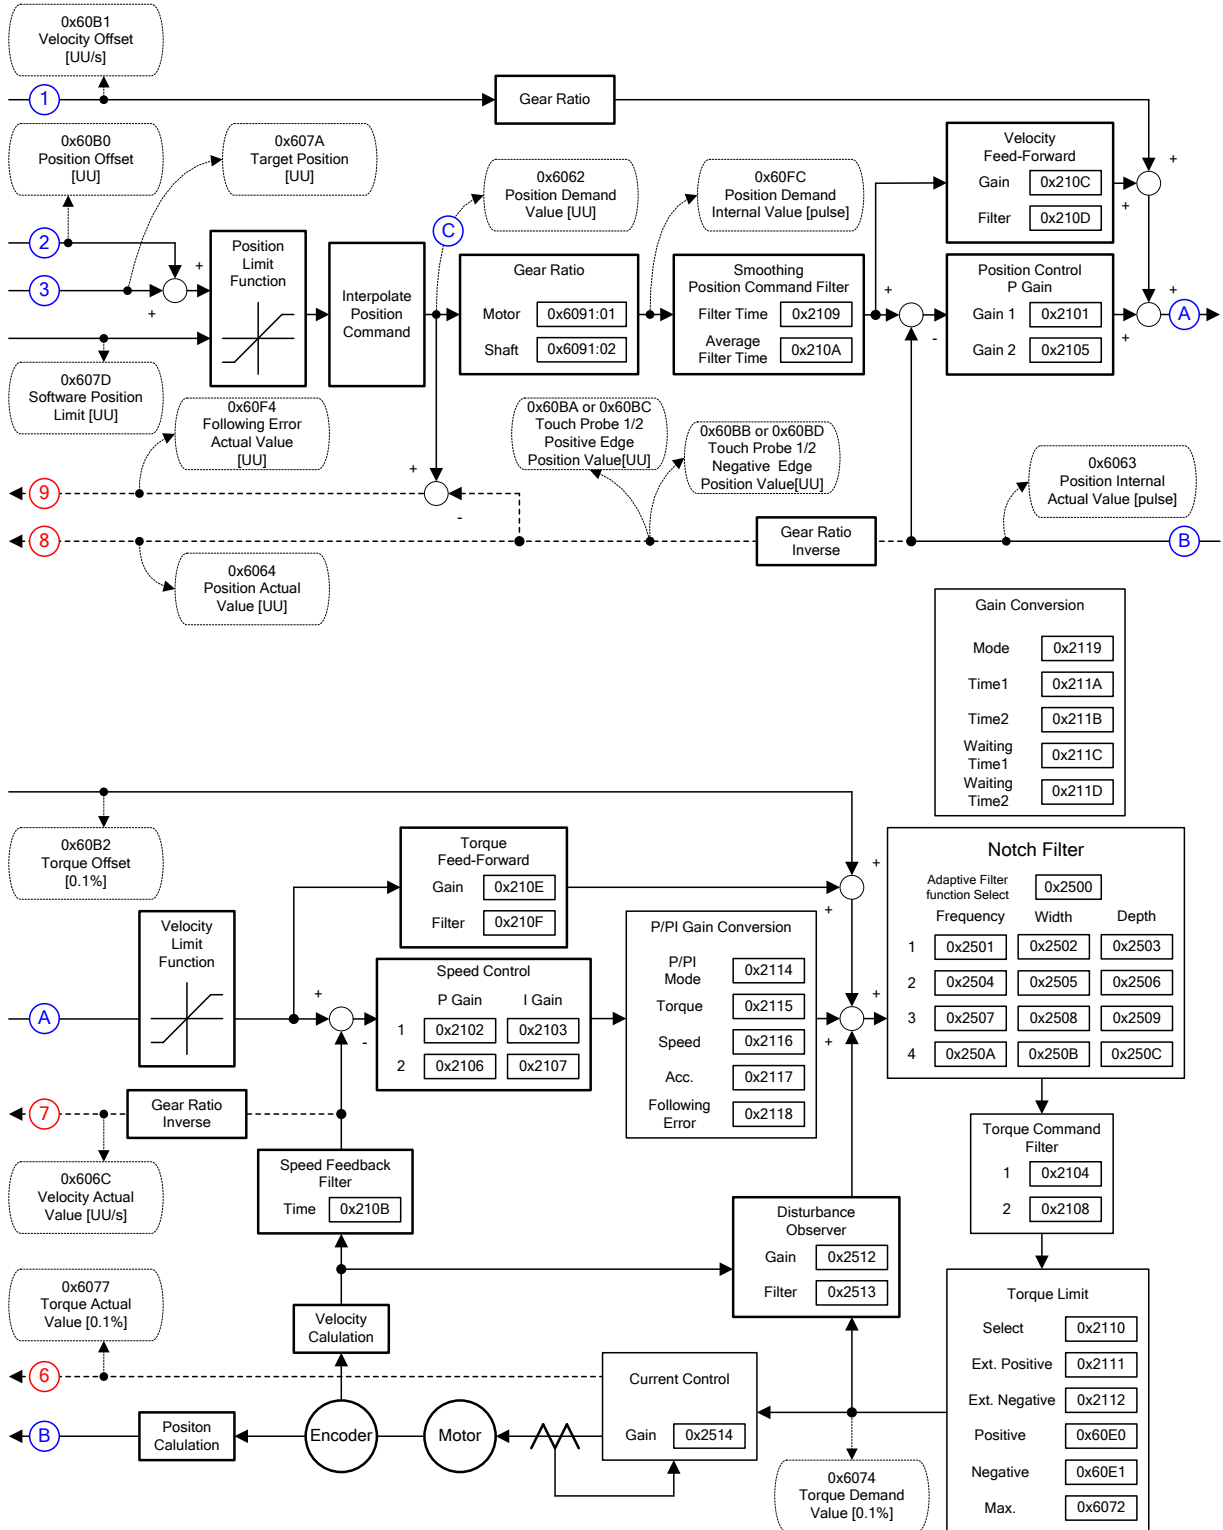 0x60B1
Velocity Offset
[UU/s]
1
Gear Ratio
0x60B0
Position Offset
[UU]
0x607A
Target Position
[UU]
0x6062
Position Demand
Value [UU]
0x60FC
Position Demand
Internal Value [pulse]
Velocity
Feed-Forward
Gain 0x210C
Filter 0x210D
+
+
C
2
3
+
+
Position
Limit
Function
Interpolate
Position
Command
Gear Ratio
Motor 0x6091:01
Shaft 0x6091:02
Smoothing
Position Command Filter
Filter Time 0x2109
Average
Filter Time 0x210A
+
-
Position Control
P Gain
Gain 1 0x2101
Gain 2 0x2105
+
+
A
0x607D
Software Position
Limit [UU]
0x60F4
Following Error
Actual Value
[UU]
0x60BA or 0x60BC
Touch Probe 1/2
Positive Edge
Position Value[UU]
0x60BB or 0x60BD
Touch Probe 1/2
Negative Edge
Position Value[UU]
0x6063
Position Internal
Actual Value [pulse]
9
+
-
8
Gear Ratio
Inverse
B
0x6064
Position Actual
Value [UU]
Gain Conversion
Mode 0x2119
Time1 0x211A
Time2 0x211B
Waiting
Time1 0x211C
Waiting
Time2 0x211D
0x60B2
Torque Offset
[0.1%]
Torque
Feed-Forward
Gain 0x210E
Filter 0x210F
+
+
Notch Filter
Adaptive Filter
function Select 0x2500
Frequency Width Depth
1 0x2501 0x2502 0x2503
2 0x2504 0x2505 0x2506
3 0x2507 0x2508 0x2509
4 0x250A 0x250B 0x250C
A
Velocity
Limit
Function
+
-
Speed Control
P Gain I Gain
1 0x2102 0x2103
2 0x2106 0x2107
P/PI Gain Conversion
P/PI
Mode 0x2114
Torque 0x2115
Speed 0x2116
Acc. 0x2117
Following
Error 0x2118
+
+
7
Gear Ratio
Inverse
0x606C
Velocity Actual
Value [UU/s]
Speed Feedback
Filter
Time 0x210B
Torque Command
Filter
1 0x2104
2 0x2108
Disturbance
Observer
Gain 0x2512
Filter 0x2513
0x6077
Torque Actual
Value [0.1%]
Velocity
Calulation
6
Current Control
Gain 0x2514
Torque Limit
Select 0x2110
Ext. Positive 0x2111
Ext. Negative 0x2112
Positive 0x60E0
Negative 0x60E1
Max. 0x6072
B
Positon
Calulation
Encoder
Motor
0x6074
Torque Demand
Value [0.1%]